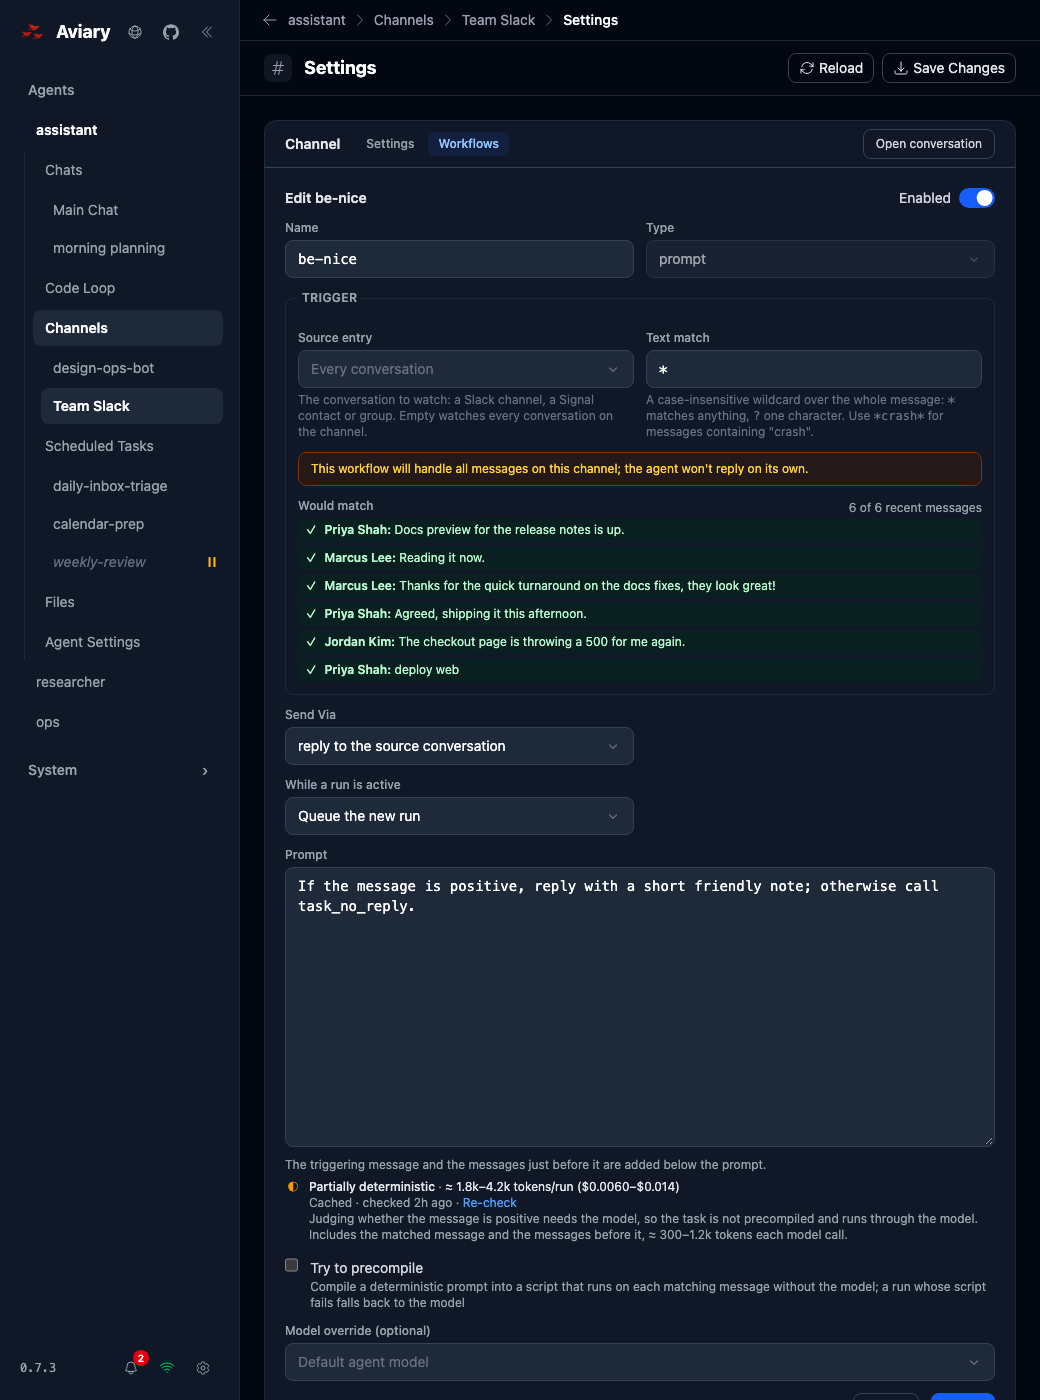 Aviary
Agents
assistant
Chats
Main Chat
morning planning
Code Loop
Channels
design-ops-bot
Team Slack
Scheduled Tasks
daily-inbox-triage
calendar-prep
weekly-review
Files
Agent Settings
researcher
ops
System
0.7.3
2
assistant
Channels
Team Slack
Settings
# Settings
Reload
Save Changes
Channel
Settings
Workflows
Open conversation
Edit be-nice
Enabled
Name
Type
be-nice
prompt
TRIGGER
Source entry
Text match
Every conversation
*
The conversation to watch: a Slack channel, a Signal
contact or group. Empty watches every conversation on
the channel.
A case-insensitive wildcard over the whole message: *
matches anything, ? one character. Use *crash* for
messages containing "crash".
This workflow will handle all messages on this channel; the agent won't reply on its own.
Would match
6 of 6 recent messages
✓ Priya Shah: Docs preview for the release notes is up.
✓ Marcus Lee: Reading it now.
✓ Marcus Lee: Thanks for the quick turnaround on the docs fixes, they look great!
✓ Priya Shah: Agreed, shipping it this afternoon.
✓ Jordan Kim: The checkout page is throwing a 500 for me again.
✓ Priya Shah: deploy web
Send Via
reply to the source conversation
While a run is active
Queue the new run
Prompt
If the message is positive, reply with a short friendly note; otherwise call
task_no_reply.
The triggering message and the messages just before it are added below the prompt.
Partially deterministic · ≈ 1.8k–4.2k tokens/run ($0.0060–$0.014)
Cached · checked 2h ago · Re-check
Judging whether the message is positive needs the model, so the task is not precompiled and runs through the model.
Includes the matched message and the messages before it, ≈ 300–1.2k tokens each model call.
Try to precompile
Compile a deterministic prompt into a script that runs on each matching message without the model; a run whose script
fails falls back to the model
Model override (optional)
Default agent model